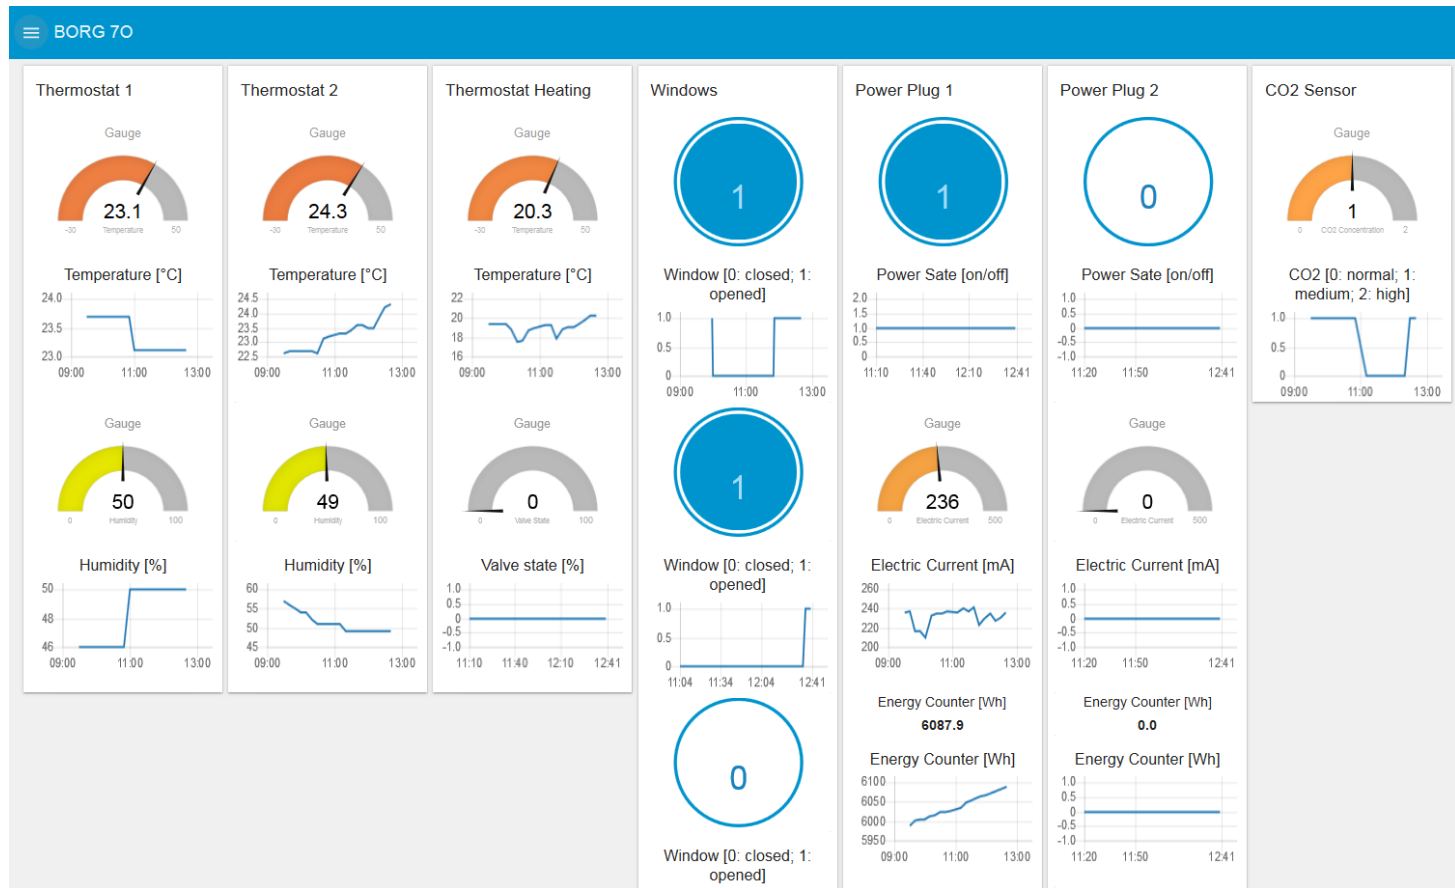 BORG 7O
Thermostat 1
Gauge
23.1
-30 Temperature 50
Temperature [°C]
24.0
23.5
23.0
09:00 11:00 13:00
Gauge
50
0 Humidity 100
Humidity [%]
50
48
46
09:00 11:00 13:00
Thermostat 2
Gauge
24.3
-30 Temperature 50
Temperature [°C]
24.5
24.0
23.5
23.0
22.5
09:00 11:00 13:00
Gauge
49
0 Humidity 100
Humidity [%]
60
55
50
45
09:00 11:00 13:00
Thermostat Heating
Gauge
20.3
-30 Temperature 50
Temperature [°C]
22
20
18
16
09:00 11:00 13:00
Gauge
0
0 Valve State 100
Valve state [%]
1.0
0.5
0
-0.5
-1.0
11:10 11:40 12:10 12:41
Windows
1
Window [0: closed; 1:
opened]
1.0
0.5
0
09:00 11:00 13:00
1
Window [0: closed; 1:
opened]
1.0
0.5
0
11:04 11:34 12:04 12:41
0
Window [0: closed; 1:
opened]
Power Plug 1
1
Power Sate [on/off]
2.0
1.5
1.0
0.5
0
11:10 11:40 12:10 12:41
Gauge
236
0 Electric Current 500
Electric Current [mA]
260
240
220
200
09:00 11:00 13:00
Energy Counter [Wh]
6087.9
Energy Counter [Wh]
6100
6050
6000
5950
09:00 11:00 13:00
Power Plug 2
0
Power Sate [on/off]
1.0
0.5
0
-0.5
-1.0
11:20 11:50 12:41
Gauge
0
0 Electric Current 500
Electric Current [mA]
1.0
0.5
0
-0.5
-1.0
11:20 11:50 12:41
Energy Counter [Wh]
0.0
Energy Counter [Wh]
1.0
0.5
0
-0.5
-1.0
11:20 11:50 12:41
CO2 Sensor
Gauge
1
0 CO2 Concentration 2
CO2 [0: normal; 1:
medium; 2: high]
1.0
0.5
0
09:00 11:00 13:00